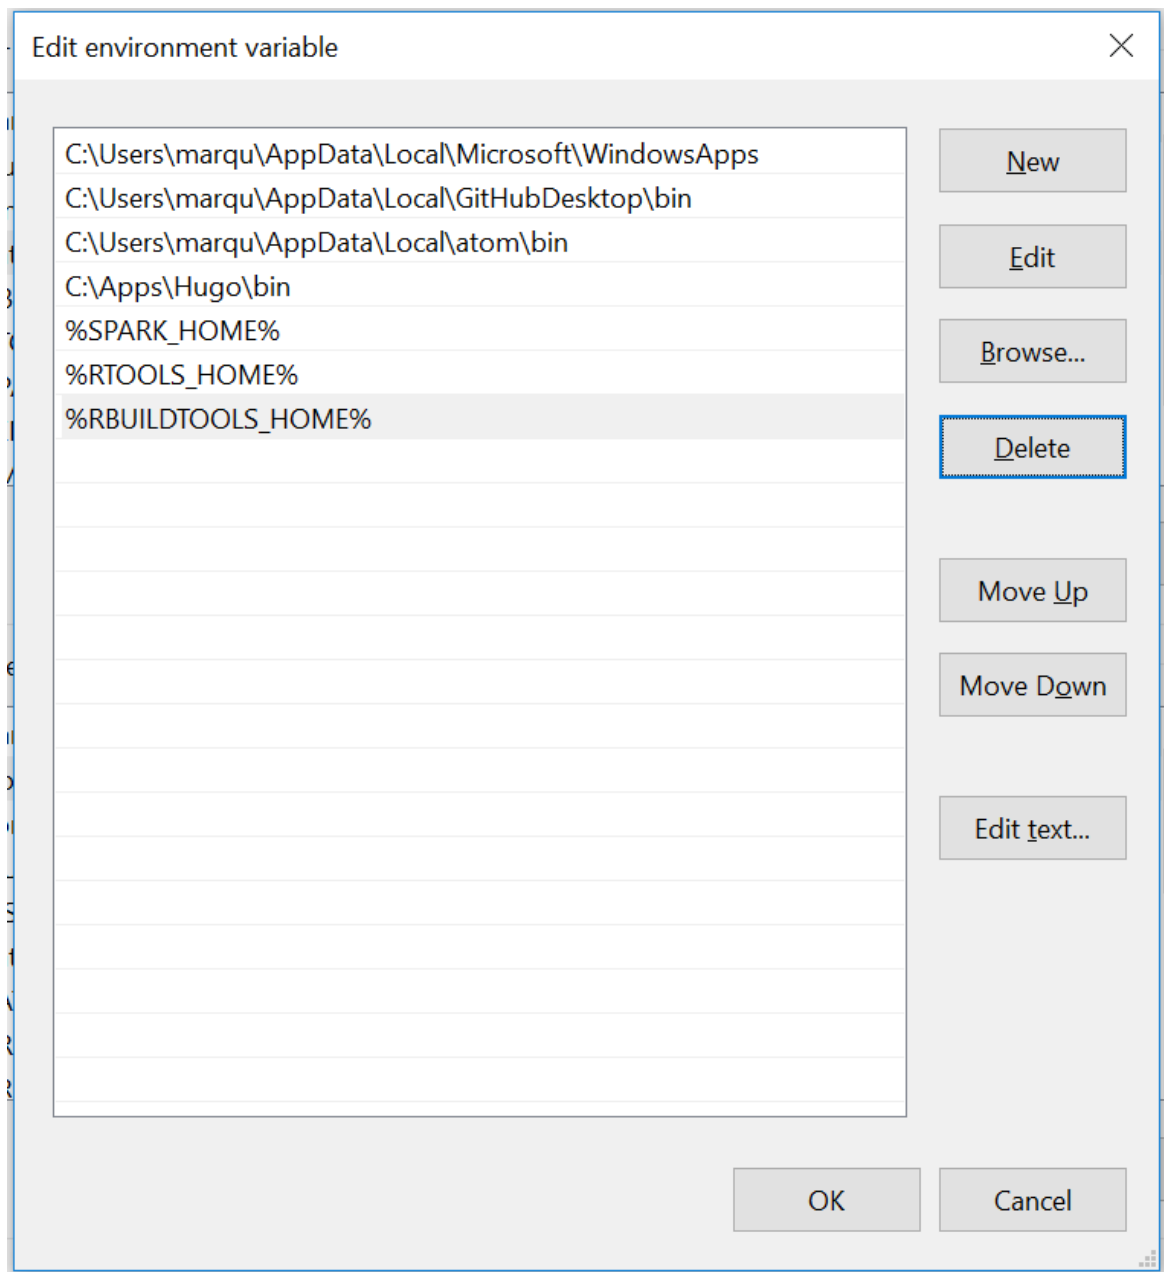 Edit environment variable
C:\Users\marqu\AppData\Local\Microsoft\WindowsApps
C:\Users\marqu\AppData\Local\GitHubDesktop\bin
C:\Users\marqu\AppData\Local\atom\bin
C:\Apps\Hugo\bin
%SPARK_HOME%
%RTOOLS_HOME%
%RBUILDTOOLS_HOME%
New
Edit
Browse...
Delete
Move Up
Move Down
Edit text...
OK
Cancel